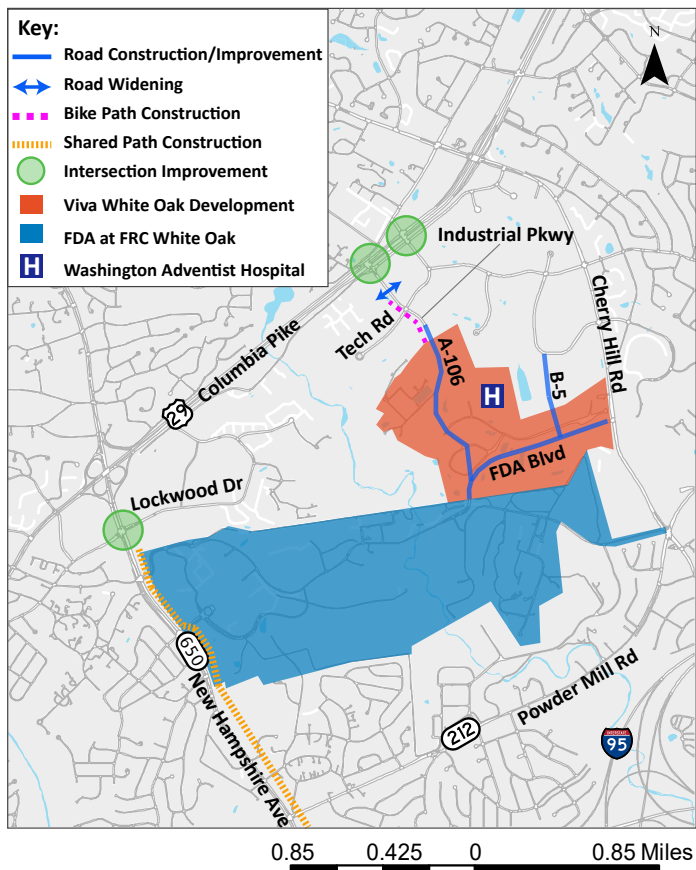 Key:
Road Construction/Improvement
Road Widening
Bike Path Construction
Shared Path Construction
Intersection Improvement
Viva White Oak Development
FDA at FRC White Oak
H
Washington Adventist Hospital
N
Industrial Pkwy
Cherry Hill Rd
Tech Rd
Columbia Pike
29
A-106
H
B-5
FDA Blvd
Lockwood Dr
650
New Hampshire Ave
Powder Mill Rd
212
INTERSTATE
95
0.85 0.425 0 0.85 Miles